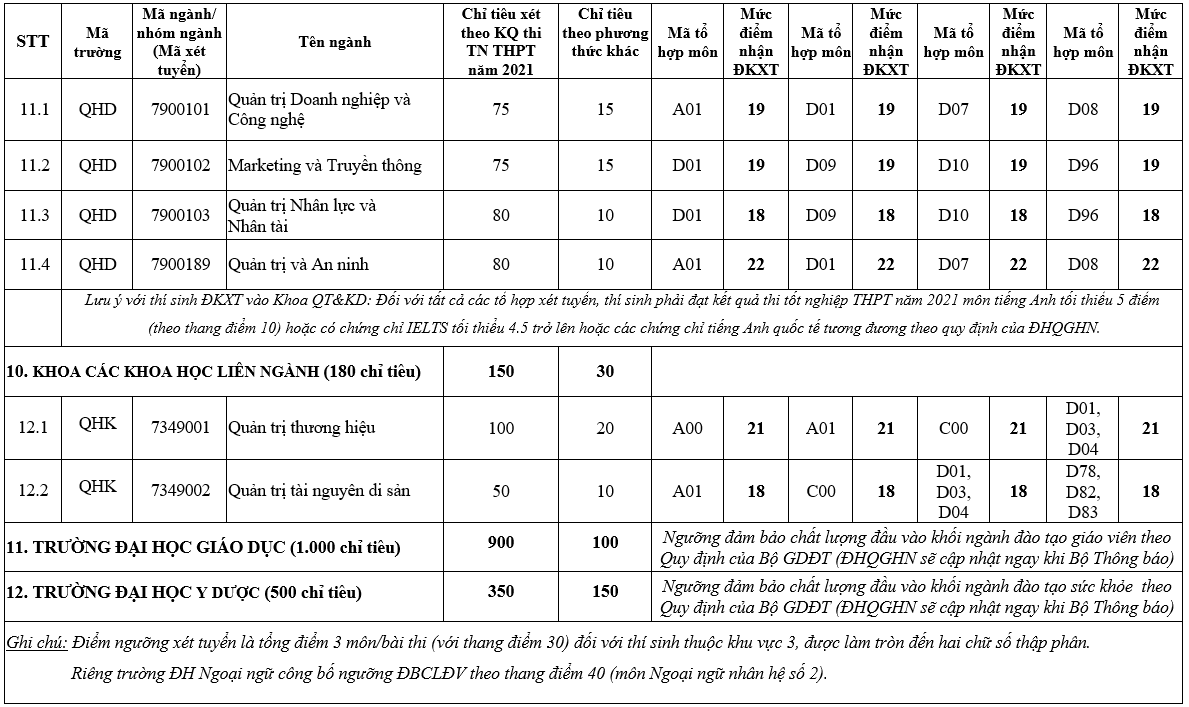 STT
Mã
trường
Mã ngành/
nhóm ngành
(Mã xét
tuyển)
Tên ngành
Chỉ tiêu xét
theo KQ thi
TN THPT
năm 2021
Chỉ tiêu
theo phương
thức khác
Mã tổ
hợp môn
Mức
điểm
nhận
ĐKXT
Mã tổ
hợp môn
Mức
điểm
nhận
ĐKXT
Mã tổ
hợp môn
Mức
điểm
nhận
ĐKXT
Mã tổ
hợp môn
Mức
điểm
nhận
ĐKXT
11.1 QHD 7900101 Quản trị Doanh nghiệp và
Công nghệ
75 15 A01 19 D01 19 D07 19 D08 19
11.2 QHD 7900102 Marketing và Truyền thông 75 15 D01 19 D09 19 D10 19 D96 19
11.3 QHD 7900103 Quản trị Nhân lực và
Nhân tài
80 10 D01 18 D09 18 D10 18 D96 18
11.4 QHD 7900189 Quản trị và An ninh 80 10 A01 22 D01 22 D07 22 D08 22
Lưu ý với thí sinh ĐKXT vào Khoa QT&KD: Đối với tất cả các tổ hợp xét tuyển, thí sinh phải đạt kết quả thi tốt nghiệp THPT năm 2021 môn tiếng Anh tối thiểu 5 điểm
(theo thang điểm 10) hoặc có chứng chỉ IELTS tối thiểu 4.5 trở lên hoặc các chứng chỉ tiếng Anh quốc tế tương đương theo quy định của ĐHQGHN.
10. KHOA CÁC KHOA HỌC LIÊN NGÀNH (180 chỉ tiêu) 150 30
12.1 QHK 7349001 Quản trị thương hiệu 100 20 A00 21 A01 21 C00 21
D01,
D03,
D04
21
12.2 QHK 7349002 Quản trị tài nguyên di sản 50 10 A01 18 C00 18
D01,
D03,
D04
18
D78,
D82,
D83
18
11. TRƯỜNG ĐẠI HỌC GIÁO DỤC (1.000 chỉ tiêu) 900 100
Ngưỡng đảm bảo chất lượng đầu vào khối ngành đào tạo giáo viên theo
Quy định của Bộ GDĐT (ĐHQGHN sẽ cập nhật ngay khi Bộ Thông báo)
12. TRƯỜNG ĐẠI HỌC Y DƯỢC (500 chỉ tiêu) 350 150
Ngưỡng đảm bảo chất lượng đầu vào khối ngành đào tạo sức khỏe theo
Quy định của Bộ GDĐT (ĐHQGHN sẽ cập nhật ngay khi Bộ Thông báo)
Ghi chú: Điểm ngưỡng xét tuyển là tổng điểm 3 môn/bài thi (với thang điểm 30) đối với thí sinh thuộc khu vực 3, được làm tròn đến hai chữ số thập phân.
Riêng trường ĐH Ngoại ngữ công bố ngưỡng ĐBCLĐV theo thang điểm 40 (môn Ngoại ngữ nhân hệ số 2).